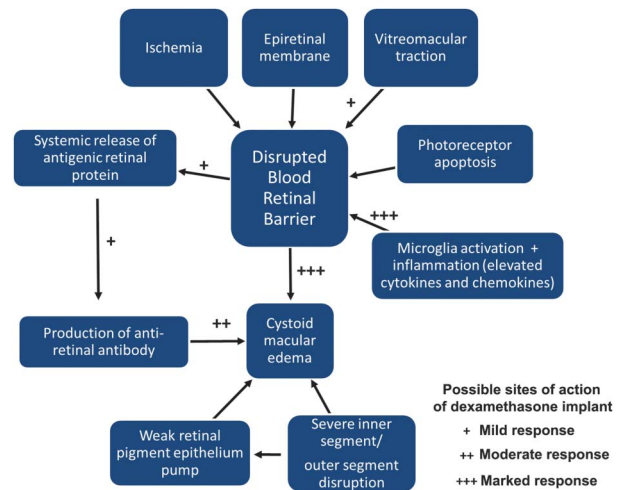 Ischemia
Epiretinal
membrane
Vitreomacular
traction
+
Systemic release of
antigenic retinal
protein
+
Disrupted
Blood
Retinal
Barrier
Photoreceptor
apoptosis
+++
+
+++
Microglia activation +
inflammation (elevated
cytokines and chemokines)
Production of anti-
retinal antibody
++
Cystoid
macular
edema
Weak retinal
pigment epithelium
pump
Severe inner
segment/
outer segment
disruption
Possible sites of action
of dexamethasone implant
+ Mild response
++ Moderate response
+++ Marked response